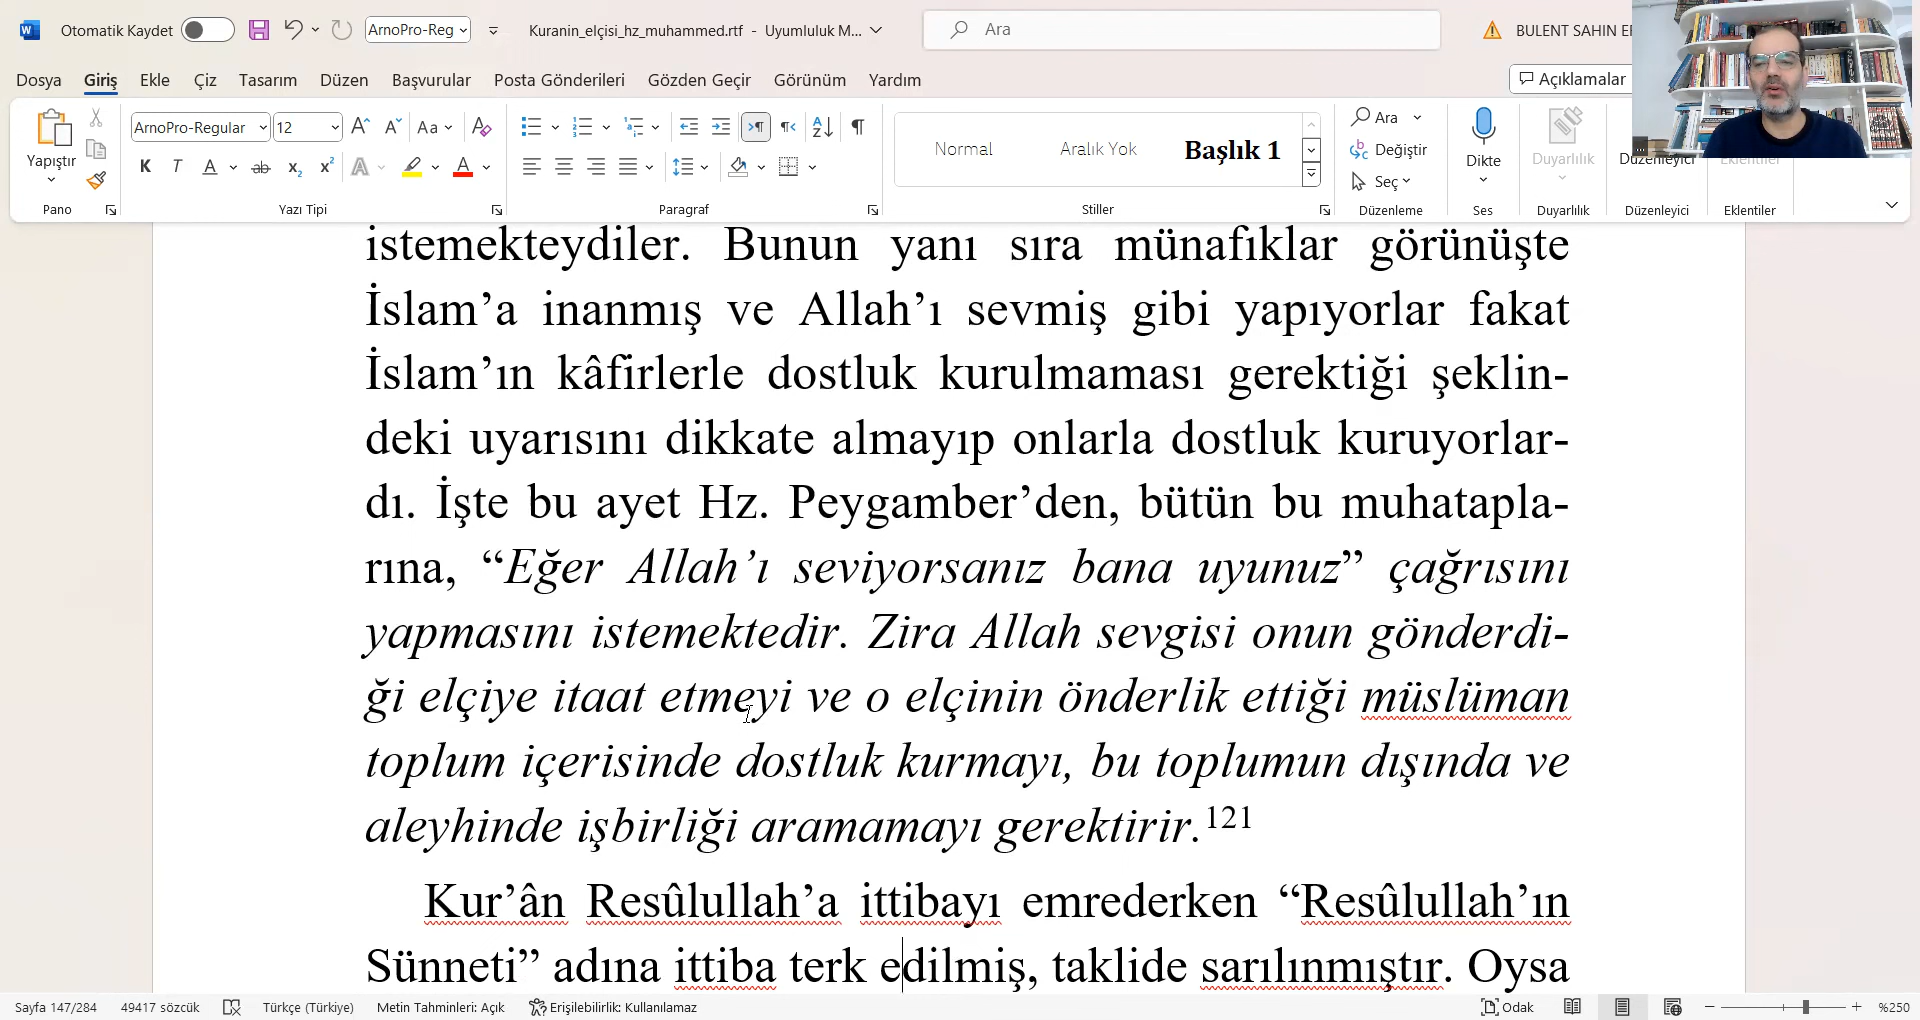 Otomatik Kaydet
ArnoPro-Reg
Kuranin_elçisi_hz_muhammed.rtf - Uyumluluk M...
Ara
BULENT SAHIN
Dosya Giriş Ekle Çiz Tasarım Düzen Başvurular Posta Gönderileri Gözden Geçir Görünüm Yardım
Açıklamalar
Yapıştır
Pano
ArnoPro-Regular 12
Aa
K T A ab x₂ x² A A
Yazı Tipi
Paragraf
Normal Aralık Yok Başlık 1
Stiller
Ara
Değiştir
Seç
Düzenleme
Dikte
Ses
Duyarlılık
Duyarlılık
Düzenleyici
Düzenleyici
Eklentiler
Eklentiler
istemekteydiler. Bunun yanı sıra münafıklar görünüşte
İslam’a inanmış ve Allah’ı sevmiş gibi yapıyorlar fakat
İslam’ın kâfirlerle dostluk kurulmaması gerektiği şeklin-
deki uyarısını dikkate almayıp onlarla dostluk kuruyorlar-
dı. İşte bu ayet Hz. Peygamber’den, bütün bu muhatapla-
rına, “Eğer Allah’ı seviyorsanız bana uyunuz” çağrısını
yapmasını istemektedir. Zira Allah sevgisi onun gönderdi-
ği elçiye itaat etmeyi ve o elçinin önderlik ettiği müslüman
toplum içerisinde dostluk kurmayı, bu toplumun dışında ve
aleyhinde işbirliği aramamayı gerektirir.121
Kur’ân Resûlullah’a ittibayı emrederken “Resûlullah’ın
Sünneti” adına ittiba terk edilmiş, taklide sarılınmıştır. Oysa
Sayfa 147/284 49417 sözcük Türkçe (Türkiye) Metin Tahminleri: Açık Erişilebilirlik: Kullanılamaz
Odak
%250